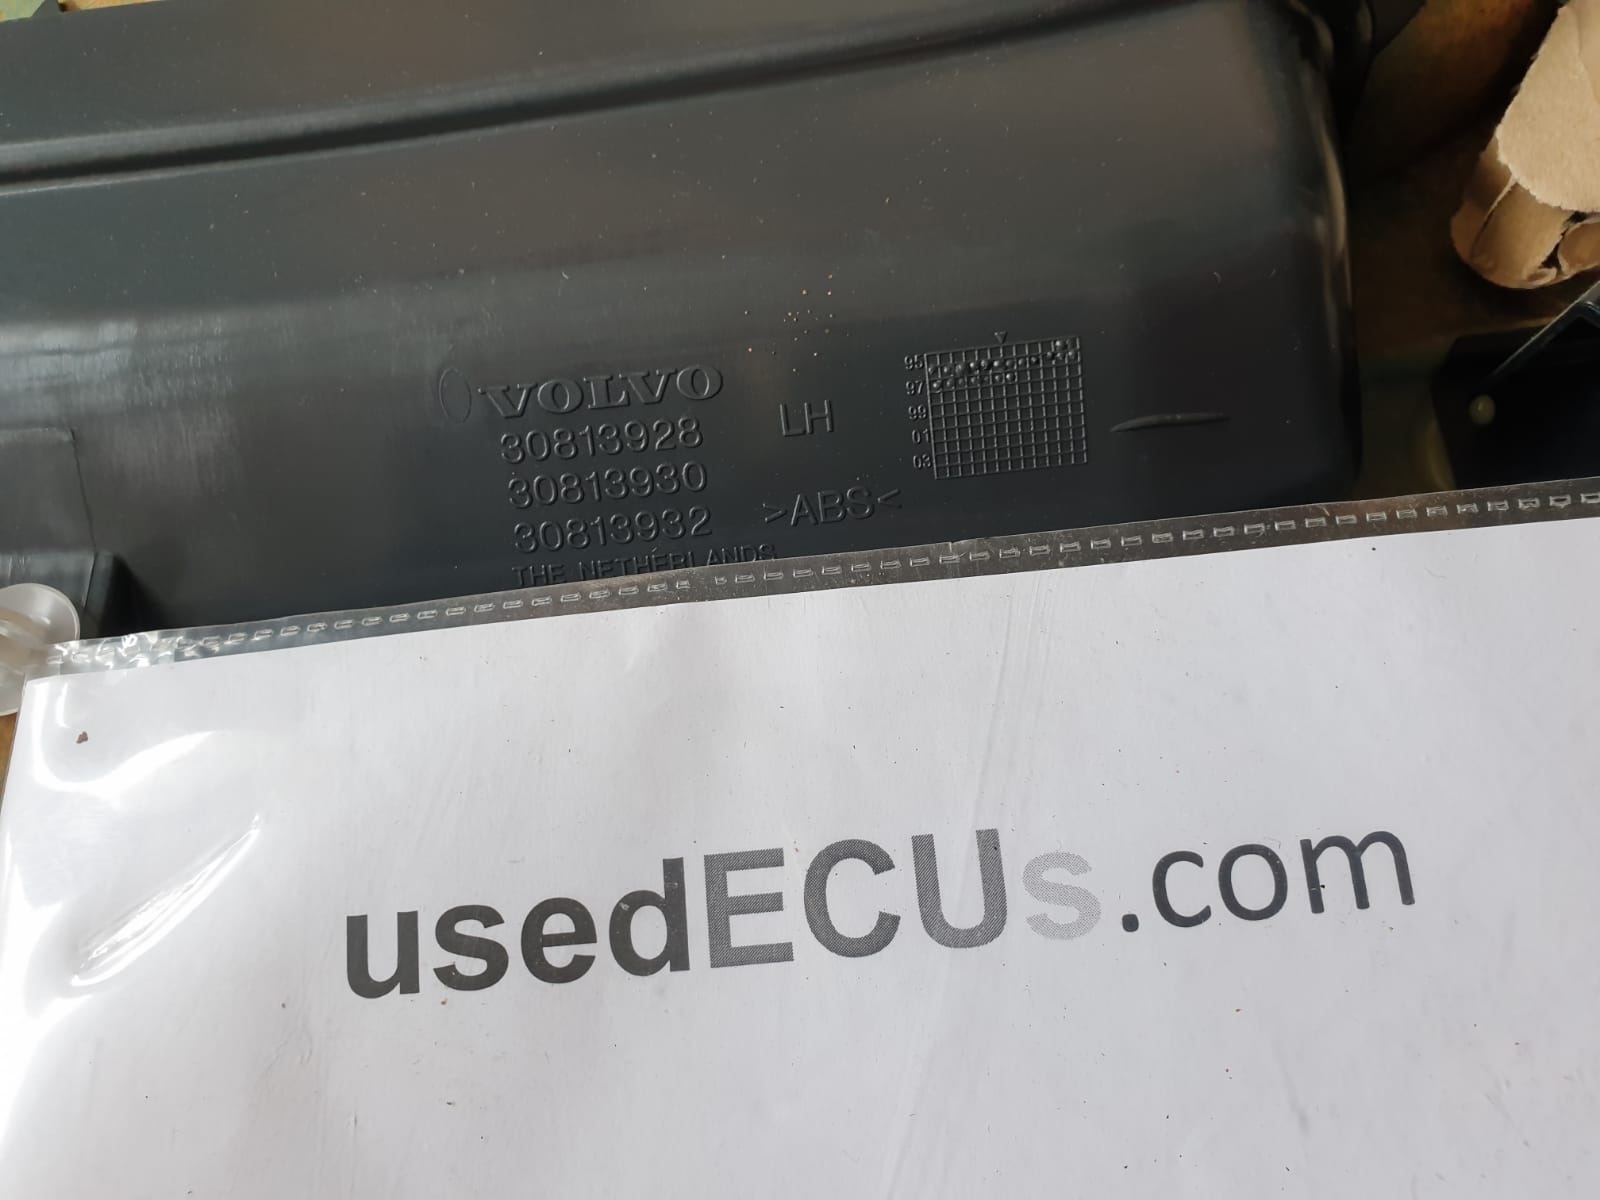 VOLVO
30813928
30813930
30813932
THE NETHERLANDS
LH
>ABS<
95
97
99
01
03
usedECUs.com